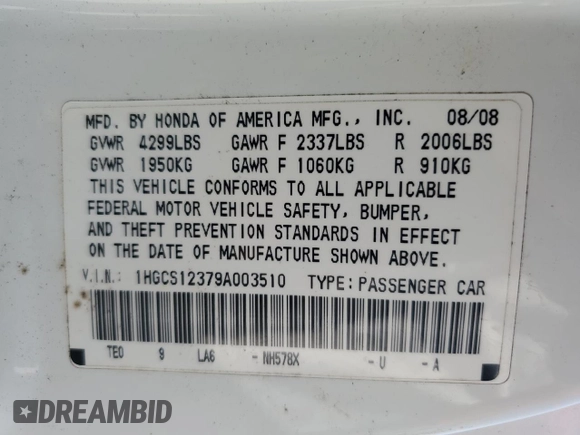 MFD. BY HONDA OF AMERICA MFG., INC. 08/08
GVWR 4299LBS GAWR F 2337LBS R 2006LBS
GVWR 1950KG GAWR F 1060KG R 910KG
THIS VEHICLE CONFORMS TO ALL APPLICABLE
FEDERAL MOTOR VEHICLE SAFETY, BUMPER,
AND THEFT PREVENTION STANDARDS IN EFFECT
ON THE DATE OF MANUFACTURE SHOWN ABOVE.
V.I.N.: 1HGCS12379A003510 TYPE: PASSENGER CAR
TE0 9 LA6 - NH578X - U - A
DREAMBID